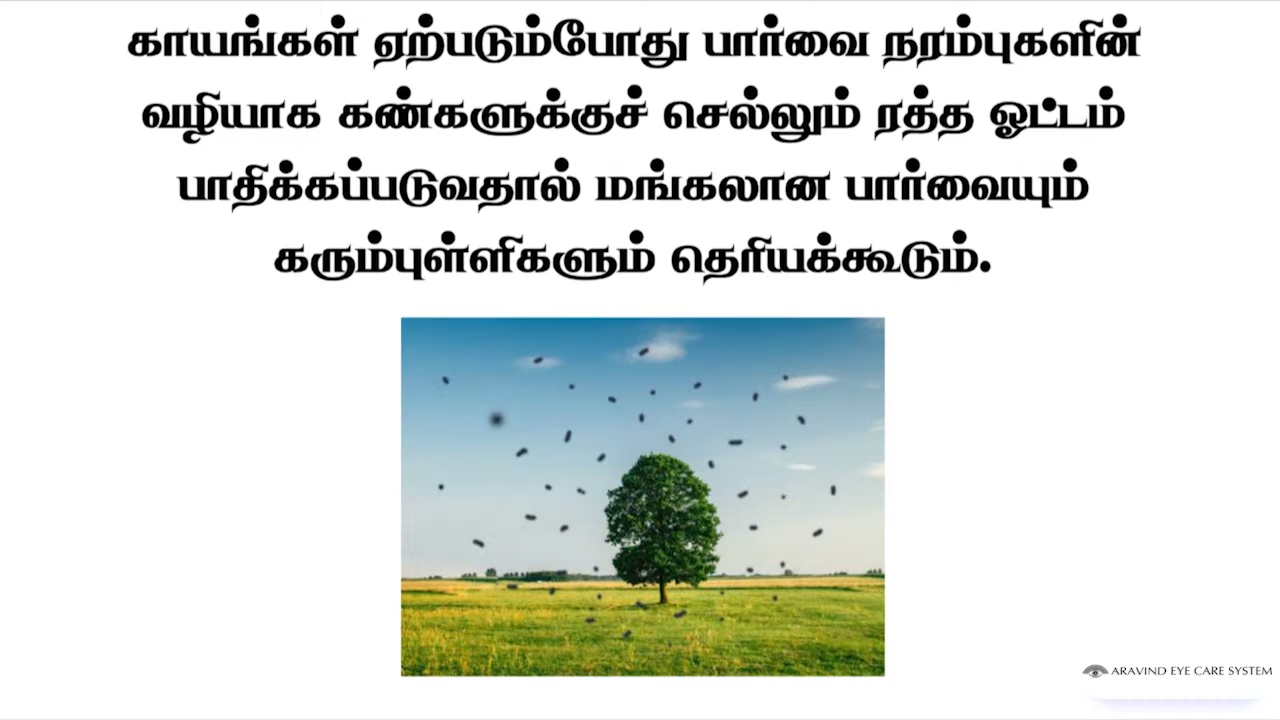 காயங்கள் ஏற்படும்போது பார்வை நரம்புகளின்
வழியாக கண்களுக்குச் செல்லும் ரத்த ஓட்டம்
பாதிக்கப்படுவதால் மங்கலான பார்வையும்
கரும்புள்ளிகளும் தெரியக்கூடும்.
ARAVIND EYE CARE SYSTEM